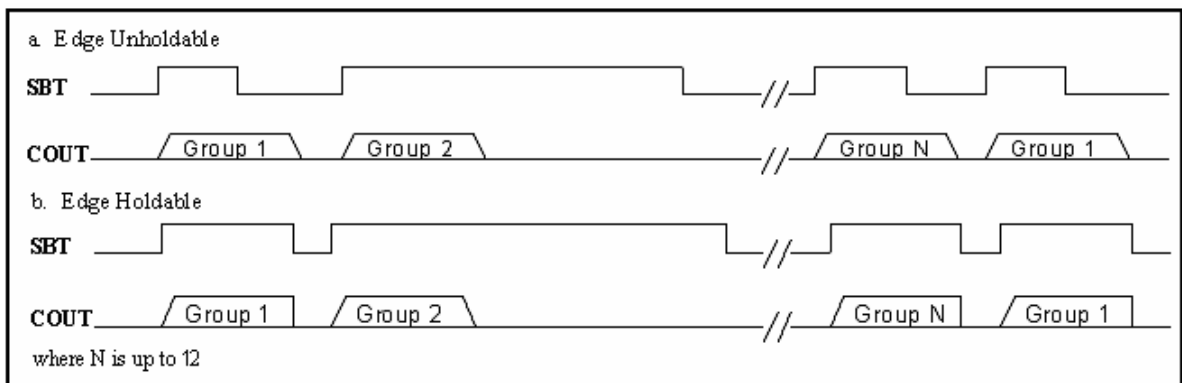 a. Edge Unholdable
SBT
COUT Group 1 Group 2 Group N Group 1
b. Edge Holdable
SBT
COUT Group 1 Group 2 Group N Group 1
where N is up to 12